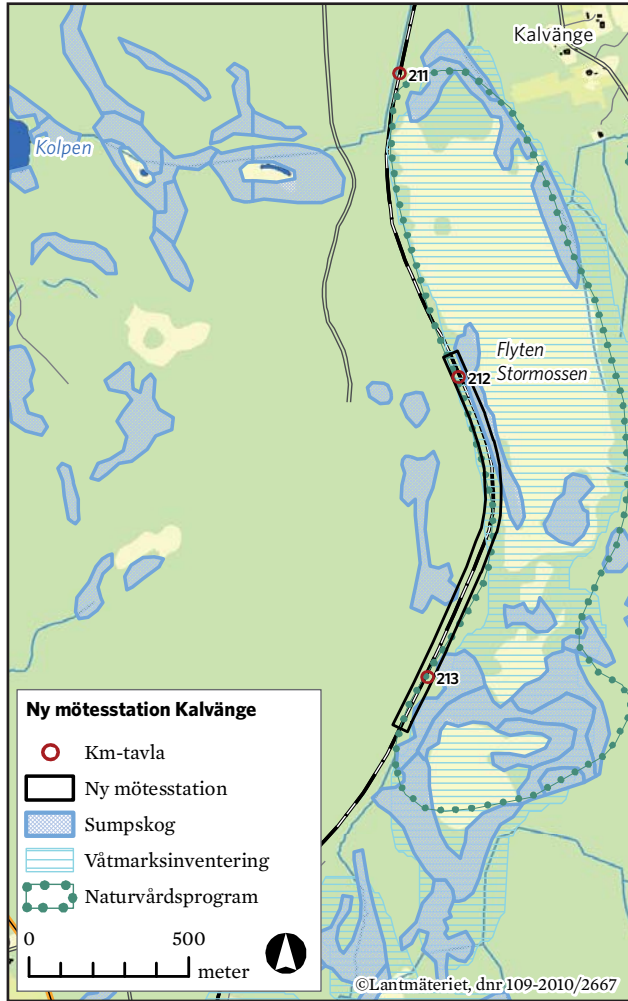 Kalvänge
211
Kolpen
Flyten
Stormossen
212
213
Ny mötesstation Kalvänge
Km-tavla
Ny mötesstation
Sumpskog
Våtmarksinventering
Naturvårdsprogram
0 500
meter
©Lantmäteriet, dnr 109-2010/2667